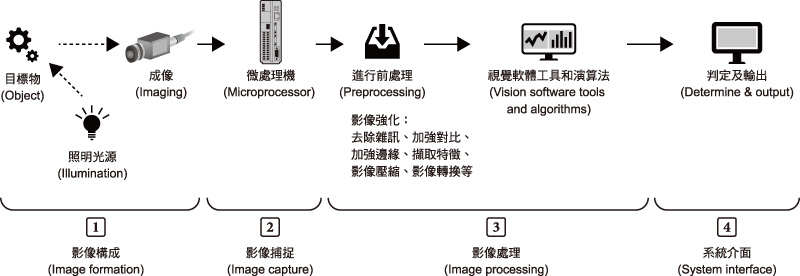 目標物
(Object)
照明光源
(Illumination)
成像
(Imaging)
微處理機
(Microprocessor)
進行前處理
(Preprocessing)
影像強化：
去除雜訊、加強對比、
加強邊緣、擷取特徵、
影像壓縮、影像轉換等
視覺軟體工具和演算法
(Vision software tools
and algorithms)
判定及輸出
(Determine & output)
1
影像構成
(Image formation)
2
影像捕捉
(Image capture)
3
影像處理
(Image processing)
4
系統介面
(System interface)